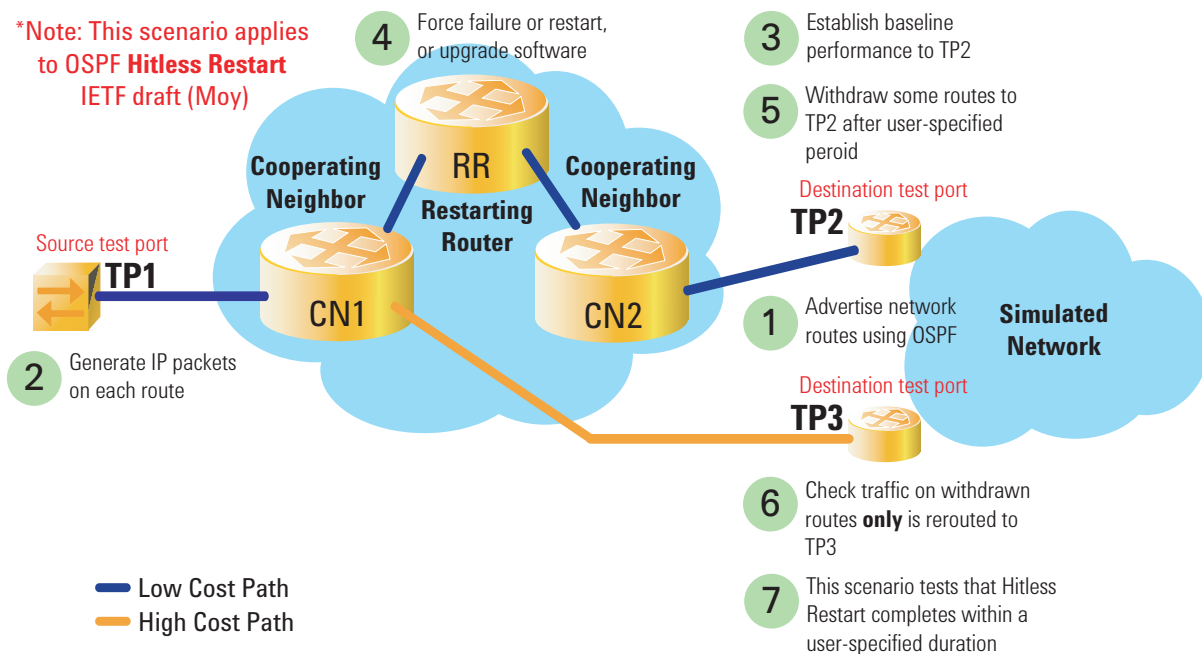 *Note: This scenario applies
to OSPF Hitless Restart
IETF draft (Moy)
4
Force failure or restart,
or upgrade software
3
Establish baseline
performance to TP2
5
Withdraw some routes to
TP2 after user-specified
peroid
RR
Cooperating
Neighbor
Cooperating
Neighbor
Restarting
Router
Source test port
TP1
CN1
CN2
Destination test port
TP2
2
Generate IP packets
on each route
1
Advertise network
routes using OSPF
Simulated
Network
Destination test port
TP3
6
Check traffic on withdrawn
routes only is rerouted to
TP3
7
This scenario tests that Hitless
Restart completes within a
user-specified duration
Low Cost Path
High Cost Path